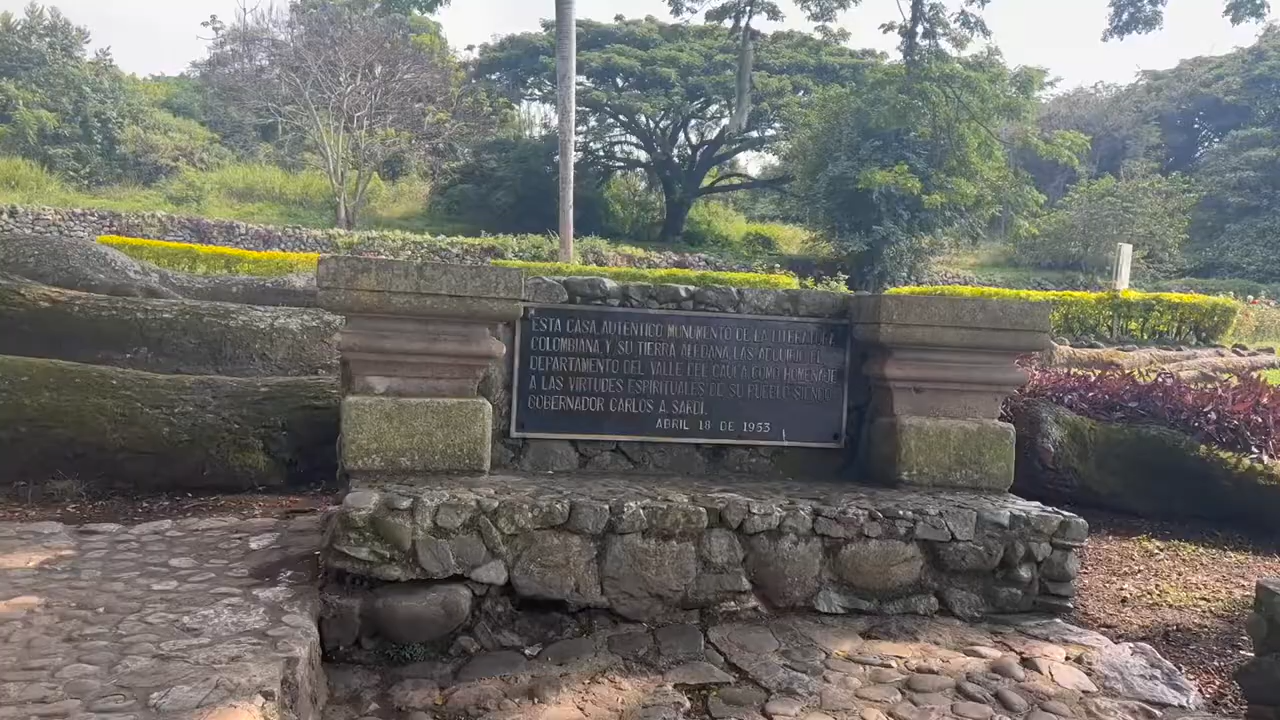 ESTA CASA, AUTENTICO MONUMENTO DE LA LITERATURA
COLOMBIANA, Y SU TIERRA ALEDAÑA, LAS ADQUIRIO EL
DEPARTAMENTO DEL VALLE DEL CAUCA COMO HOMENAJE
A LAS VIRTUDES ESPIRITUALES DE SU PUEBLO SIENDO
GOBERNADOR CARLOS A. SARDI.
ABRIL 18 DE 1953